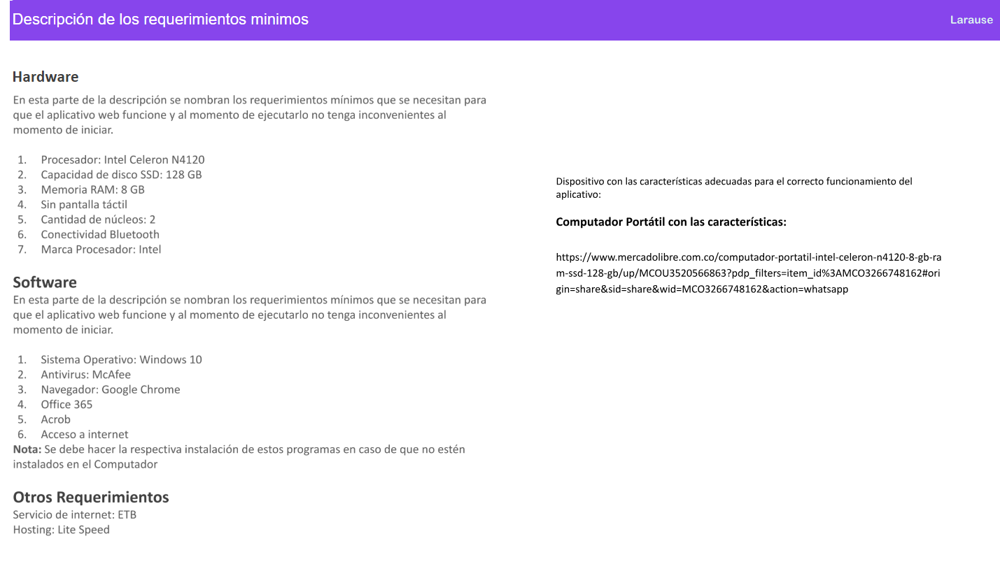 Descripción de los requerimientos minimos
Larause
Hardware
En esta parte de la descripción se nombran los requerimientos mínimos que se necesitan para
que el aplicativo web funcione y al momento de ejecutarlo no tenga inconvenientes al
momento de iniciar.
1. Procesador: Intel Celeron N4120
2. Capacidad de disco SSD: 128 GB
3. Memoria RAM: 8 GB
4. Sin pantalla táctil
5. Cantidad de núcleos: 2
6. Conectividad Bluetooth
7. Marca Procesador: Intel
Software
En esta parte de la descripción se nombran los requerimientos mínimos que se necesitan para
que el aplicativo web funcione y al momento de ejecutarlo no tenga inconvenientes al
momento de iniciar.
1. Sistema Operativo: Windows 10
2. Antivirus: McAfee
3. Navegador: Google Chrome
4. Office 365
5. Acrob
6. Acceso a internet
Nota: Se debe hacer la respectiva instalación de estos programas en caso de que no estén
instalados en el Computador
Otros Requerimientos
Servicio de internet: ETB
Hosting: Lite Speed
Dispositivo con las características adecuadas para el correcto funcionamiento del
aplicativo:
Computador Portátil con las características:
https://www.mercadolibre.com.co/computador-portatil-intel-celeron-n4120-8-gb-ra
m-ssd-128-gb/up/MCOU3520566863?pdp_filters=item_id%3AMCO3266748162#ori
gin=share&sid=share&wid=MCO3266748162&action=whatsapp